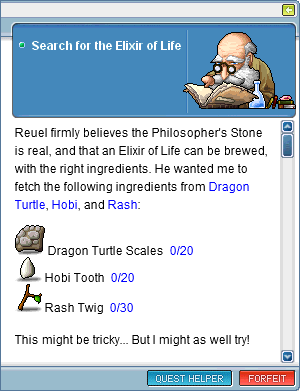 Search for the Elixir of Life
Reuel firmly believes the Philosopher's Stone
is real, and that an Elixir of Life can be brewed,
with the right ingredients. He wanted me to
fetch the following ingredients from Dragon
Turtle, Hobi, and Rash:
Dragon Turtle Scales 0/20
Hobi Tooth 0/20
Rash Twig 0/30
This might be tricky... But I might as well try!
QUEST HELPER FORFEIT